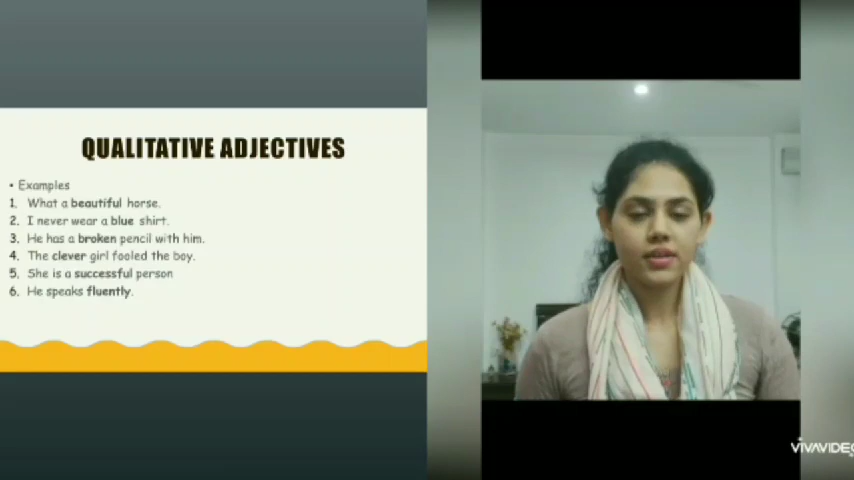 QUALITATIVE ADJECTIVES
• Examples
1. What a beautiful horse.
2. I never wear a blue shirt.
3. He has a broken pencil with him.
4. The clever girl fooled the boy.
5. She is a successful person
6. He speaks fluently.
VIVAVIDEO